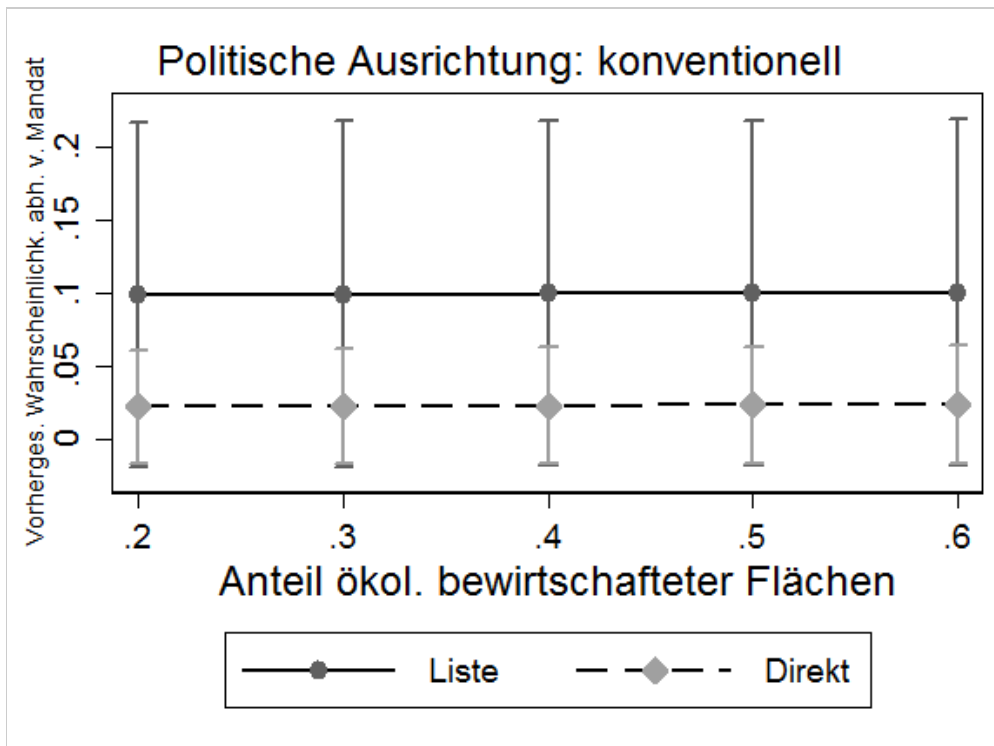 Politische Ausrichtung: konventionell
Vorherges. Wahrscheinlichk. abh. v. Mandat
.2
.15
.1
.05
0
.2 .3 .4 .5 .6
Anteil ökol. bewirtschafteter Flächen
Liste Direkt